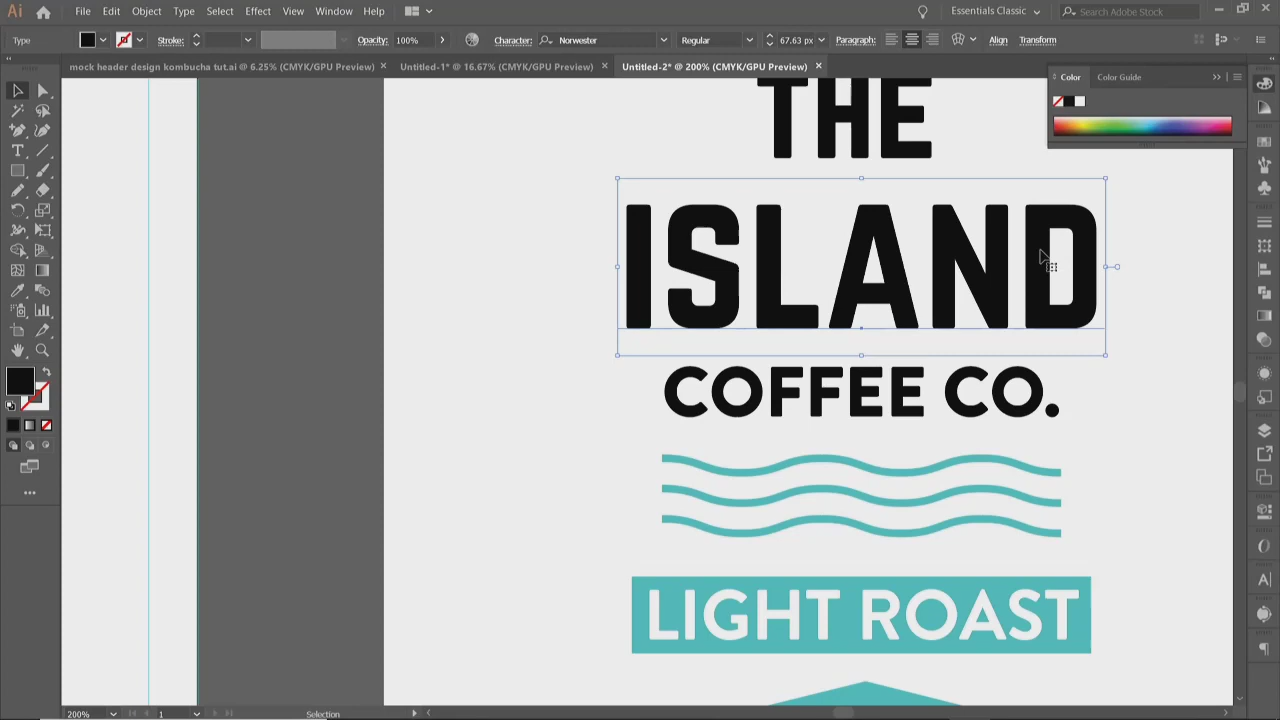 Ai File Edit Object Type Select Effect View Window Help Essentials Classic Search Adobe Stock
Type Stroke: Opacity: 100% Character: Norwester Regular 67.63 px Paragraph: Align Transform
mock header design kombucha tut.ai @ 6.25% (CMYK/GPU Preview) × Untitled-1* @ 16.67% (CMYK/GPU Preview) × Untitled-2* @ 200% (CMYK/GPU Preview) ×
Color Color Guide
THE
ISLAND
COFFEE CO.
LIGHT ROAST
200% 1 Selection